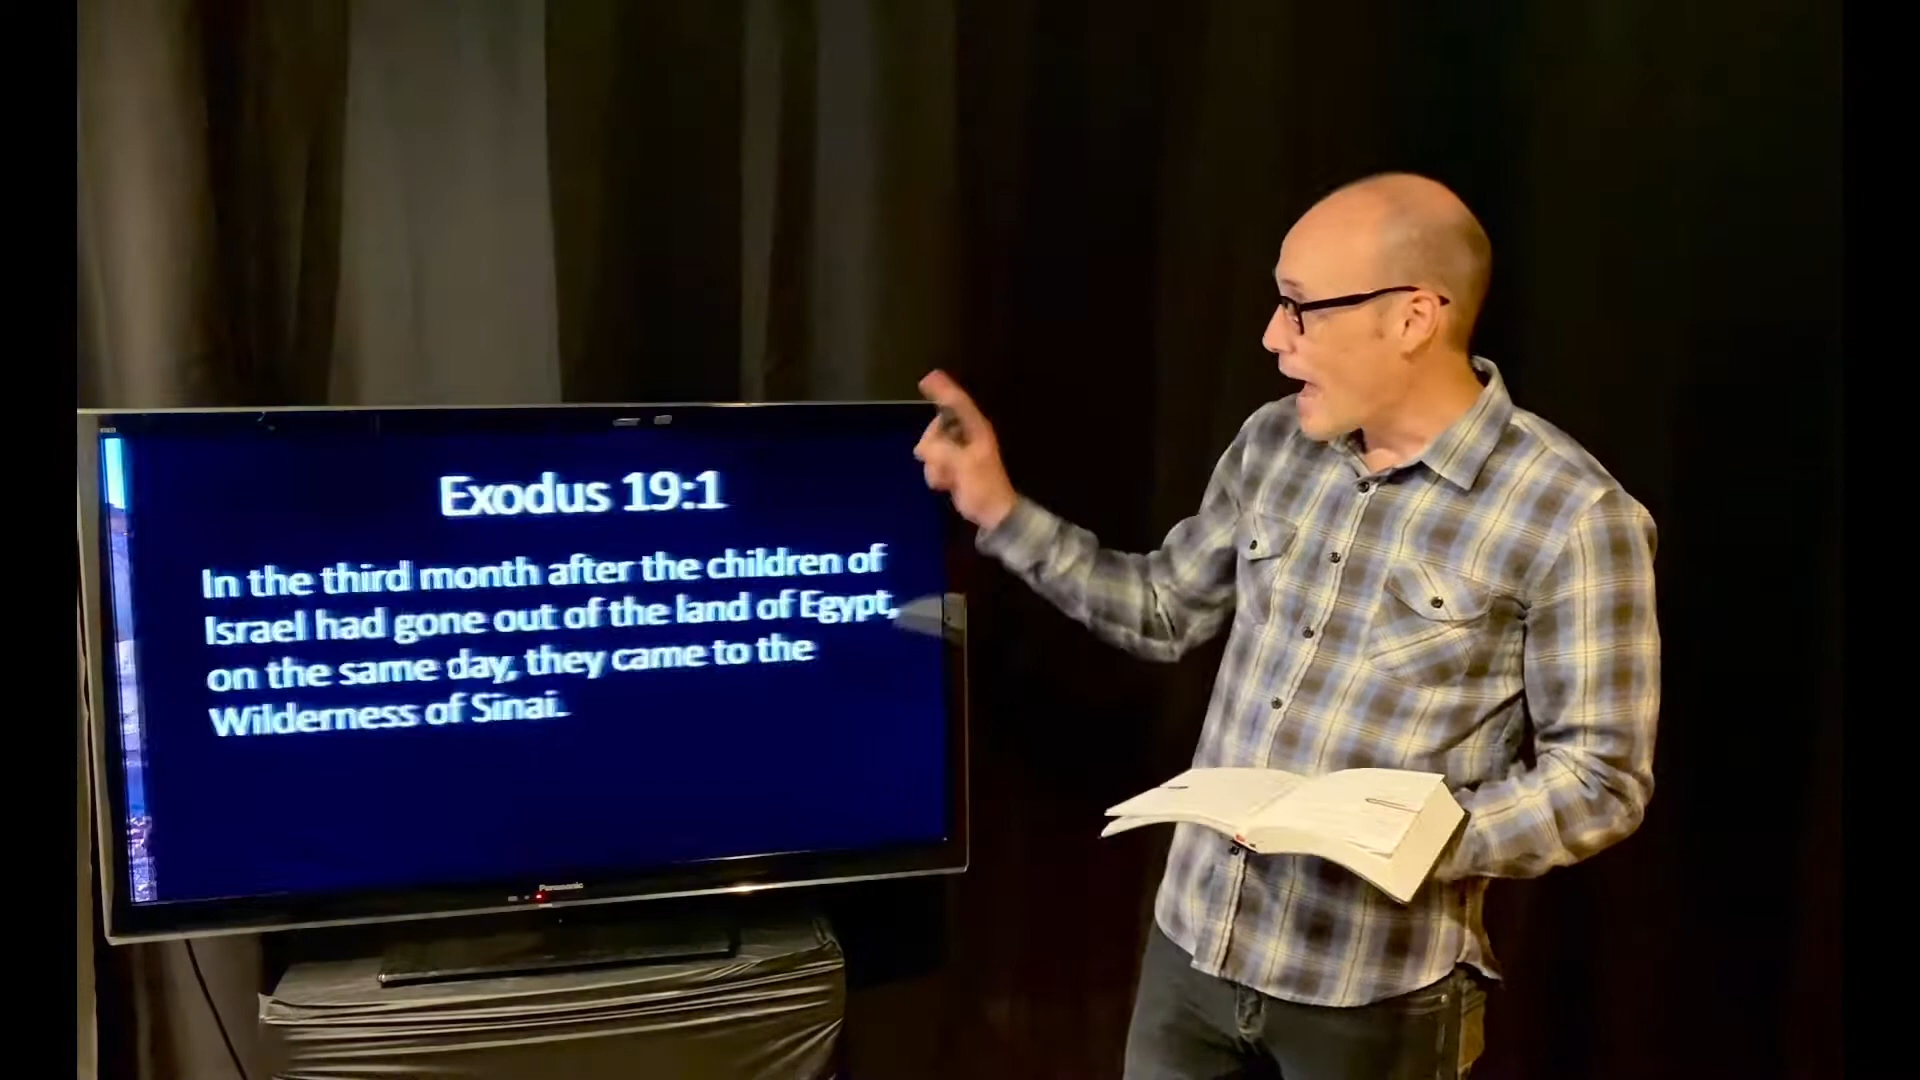 Exodus 19:1
In the third month after the children of
Israel had gone out of the land of Egypt,
on the same day, they came to the
Wilderness of Sinai.
Panasonic